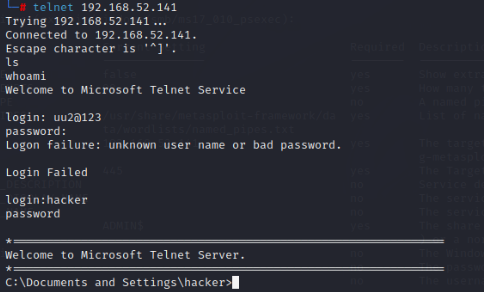 # telnet 192.168.52.141
Trying 192.168.52.141...
Connected to 192.168.52.141.
Escape character is '^]'.
ls
whoami
Welcome to Microsoft Telnet Service
login: uu2@123
password:
Logon failure: unknown user name or bad password.
Login Failed
login:hacker
password
*===============================================================
Welcome to Microsoft Telnet Server.
*===============================================================
C:\Documents and Settings\hacker>